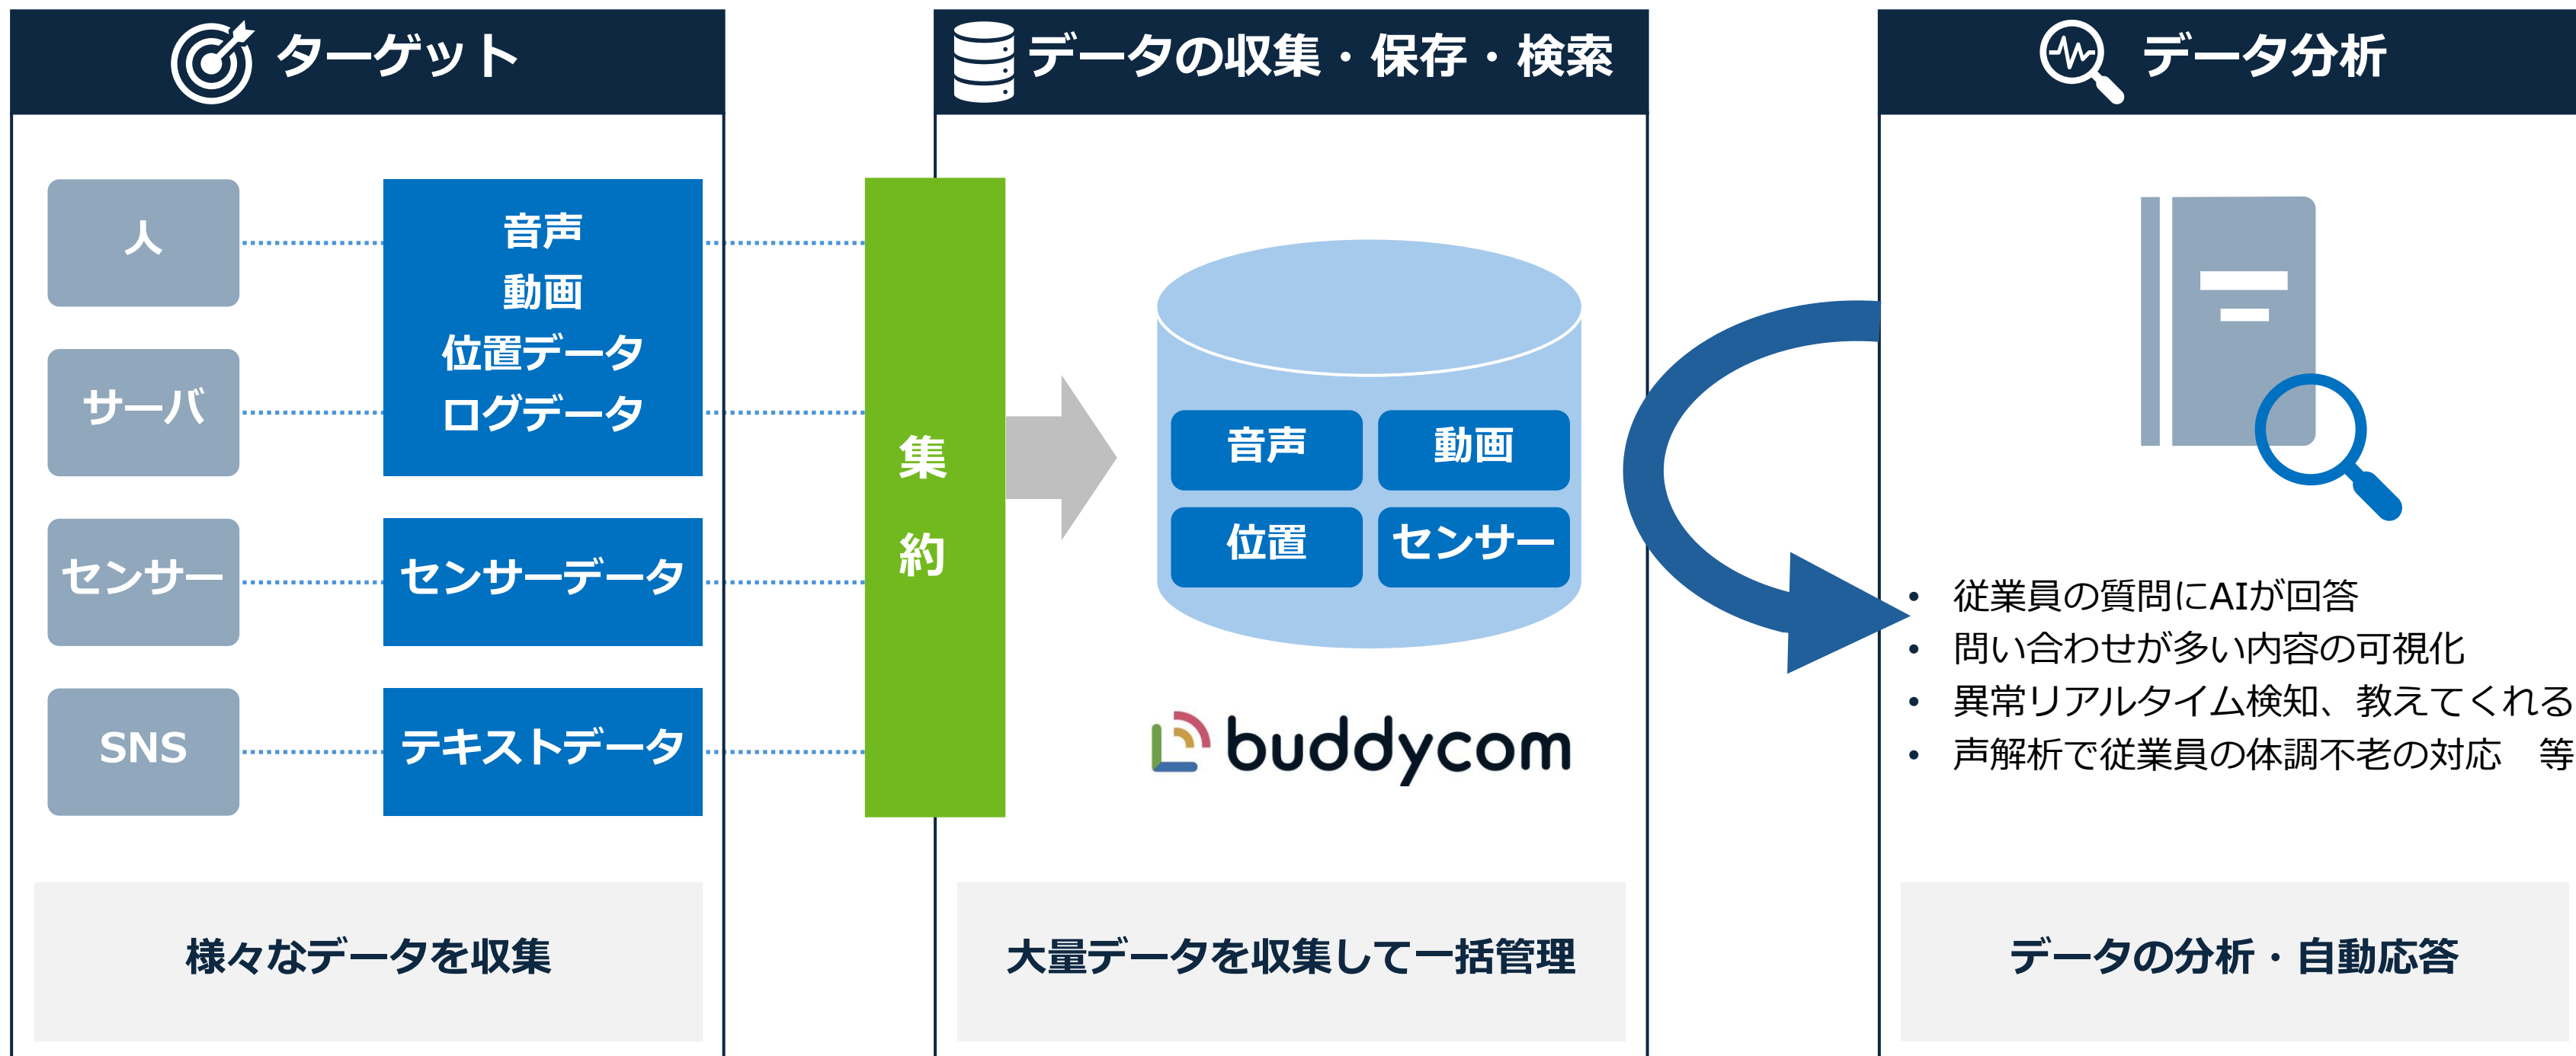 ターゲット
人
サーバ
センサー
SNS
音声
動画
位置データ
ログデータ
センサーデータ
テキストデータ
様々なデータを収集
集
約
データの収集・保存・検索
音声
動画
位置
センサー
buddycom
大量データを収集して一括管理
データ分析
• 従業員の質問にAIが回答
• 問い合わせが多い内容の可視化
• 異常リアルタイム検知、教えてくれる
• 声解析で従業員の体調不老の対応　等
データの分析・自動応答